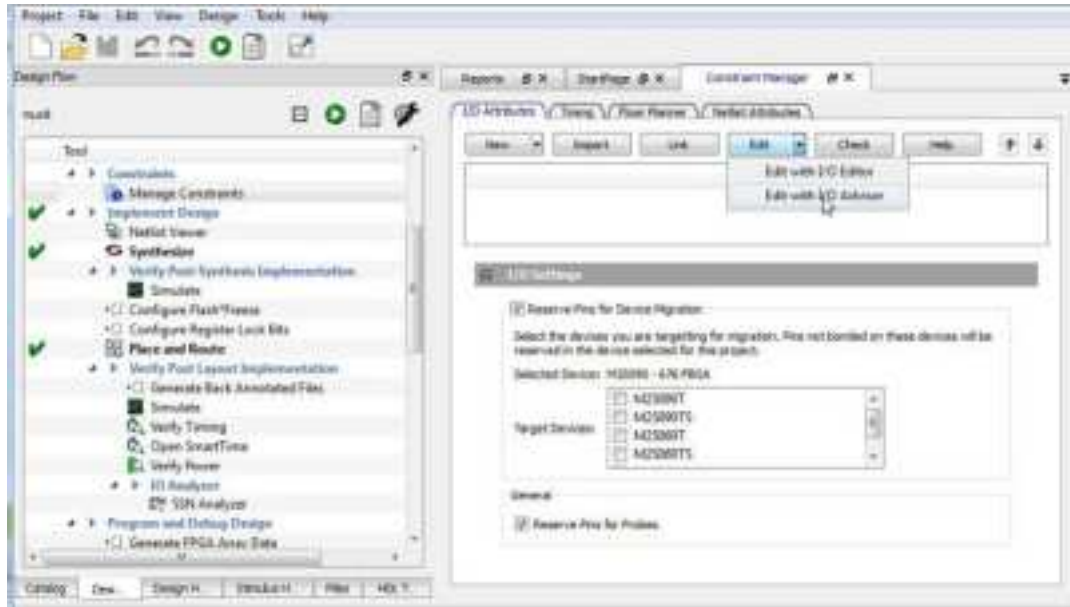 Project File Edit View Design Tools Help
Design Flow
Reports StartPage Constraint Manager
I/O Attributes Timing Floor Planner Netlist Attributes
Tool
New Import Link Edit Check Help
Edit with I/O Editor
Edit with I/O Advisor
Constraints
Manage Constraints
Implement Design
Netlist Viewer
Synthesize
Verify Post-Synthesis Implementation
Simulate
Configure Flash*Freeze
Configure Register Lock Bits
Place and Route
Verify Post Layout Implementation
Generate Back Annotated Files
Simulate
Verify Timing
Open SmartTime
Verify Power
I/O Analyzer
SSN Analyzer
Program and Debug Design
Generate FPGA Array Data
Catalog Design H... Stimulus H... Files HDL T...
I/O Settings
Reserve Pins for Device Migration
Select the devices you are targetting for migration. Pins not bonded on these devices will be
reserved in the device selected for this project.
Selected Device: 676 FBGA
Target Devices:
General
Reserve Pins for Probes